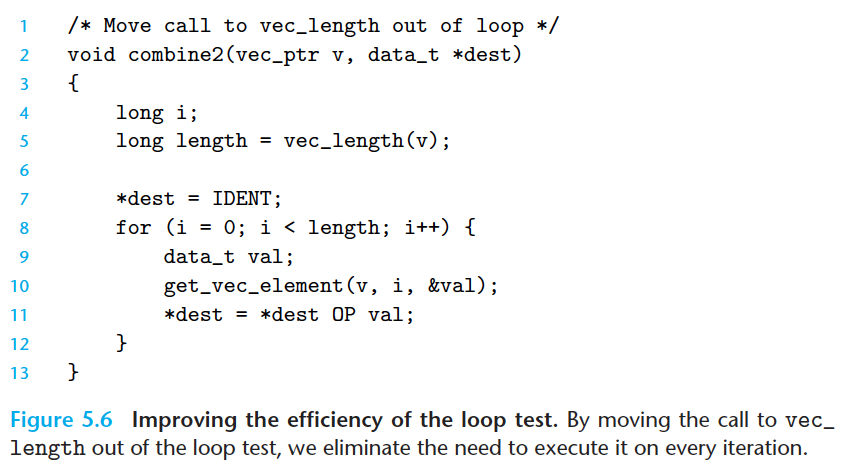 1 /* Move call to vec_length out of loop */
2 void combine2(vec_ptr v, data_t *dest)
3 {
4     long i;
5     long length = vec_length(v);
6
7     *dest = IDENT;
8     for (i = 0; i < length; i++) {
9         data_t val;
10         get_vec_element(v, i, &val);
11         *dest = *dest OP val;
12     }
13 }
Figure 5.6 Improving the efficiency of the loop test. By moving the call to vec_
length out of the loop test, we eliminate the need to execute it on every iteration.